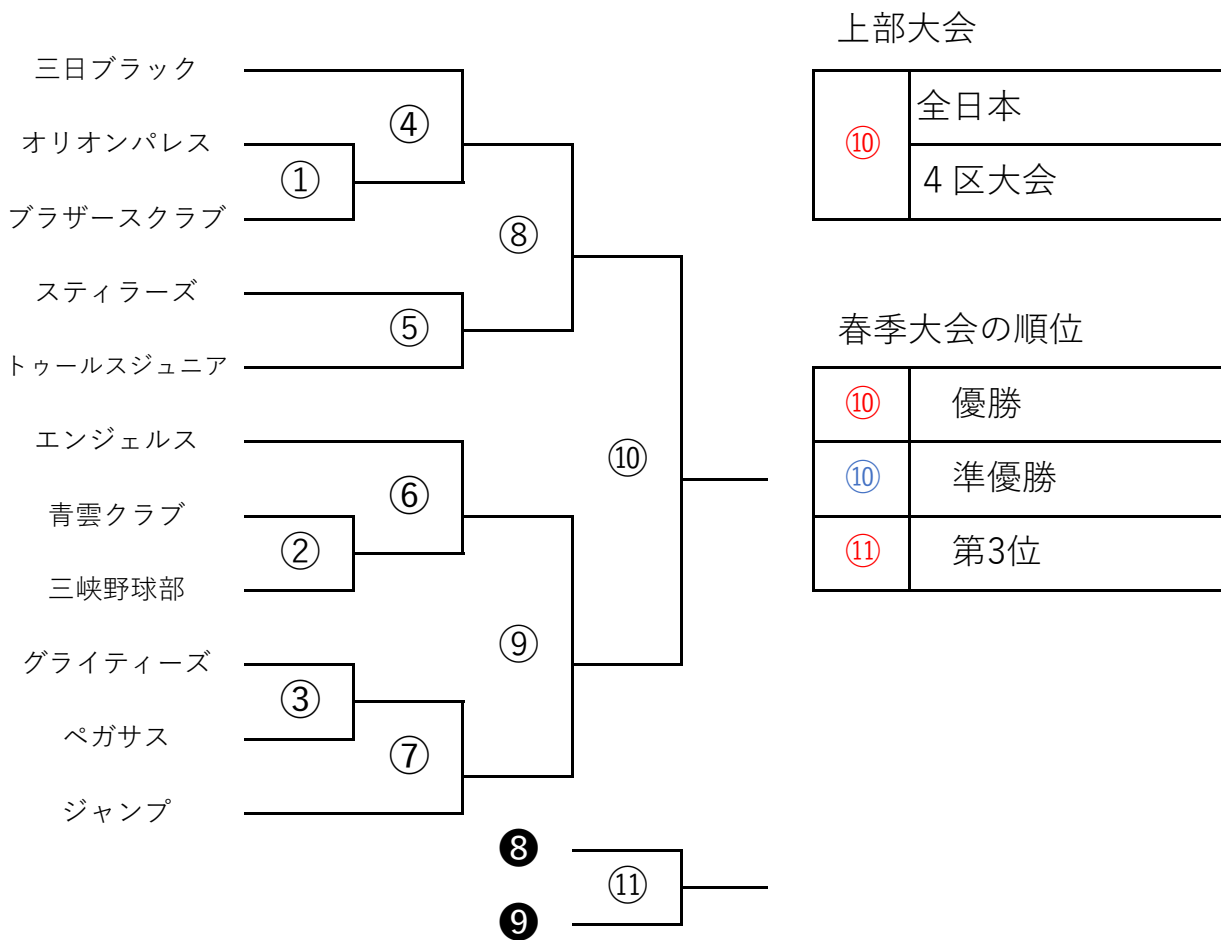 三日ブラック
オリオンパレス
ブラザースクラブ
スティラーズ
トゥールスジュニア
エンジェルス
青雲クラブ
三峡野球部
グライティーズ
ペガサス
ジャンプ
④
①
⑧
⑤
⑩
⑥
②
⑨
③
⑦
❽
⑪
❾
上部大会
⑩
全日本
4区大会
春季大会の順位
⑩ 優勝
⑩ 準優勝
⑪ 第3位